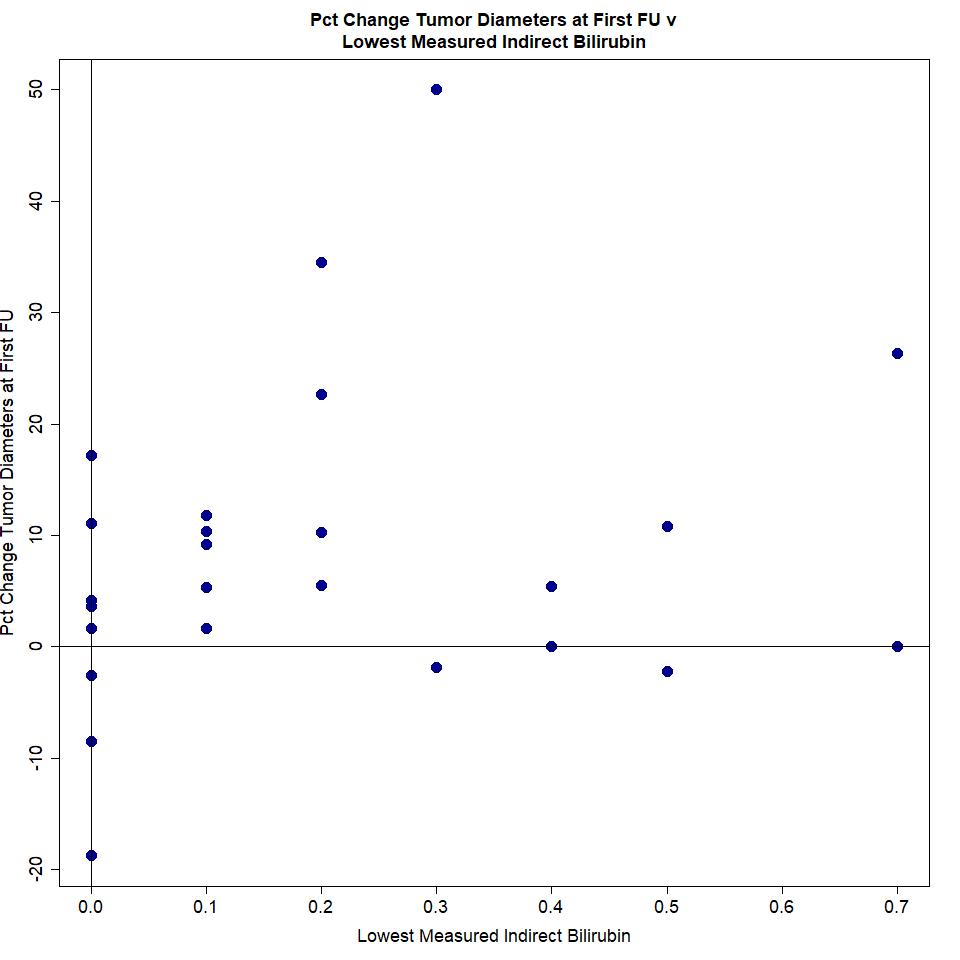 Pct Change Tumor Diameters at First FU v
Lowest Measured Indirect Bilirubin
Pct Change Tumor Diameters at First FU
50
40
30
20
10
0
-10
-20
0.0 0.1 0.2 0.3 0.4 0.5 0.6 0.7
Lowest Measured Indirect Bilirubin